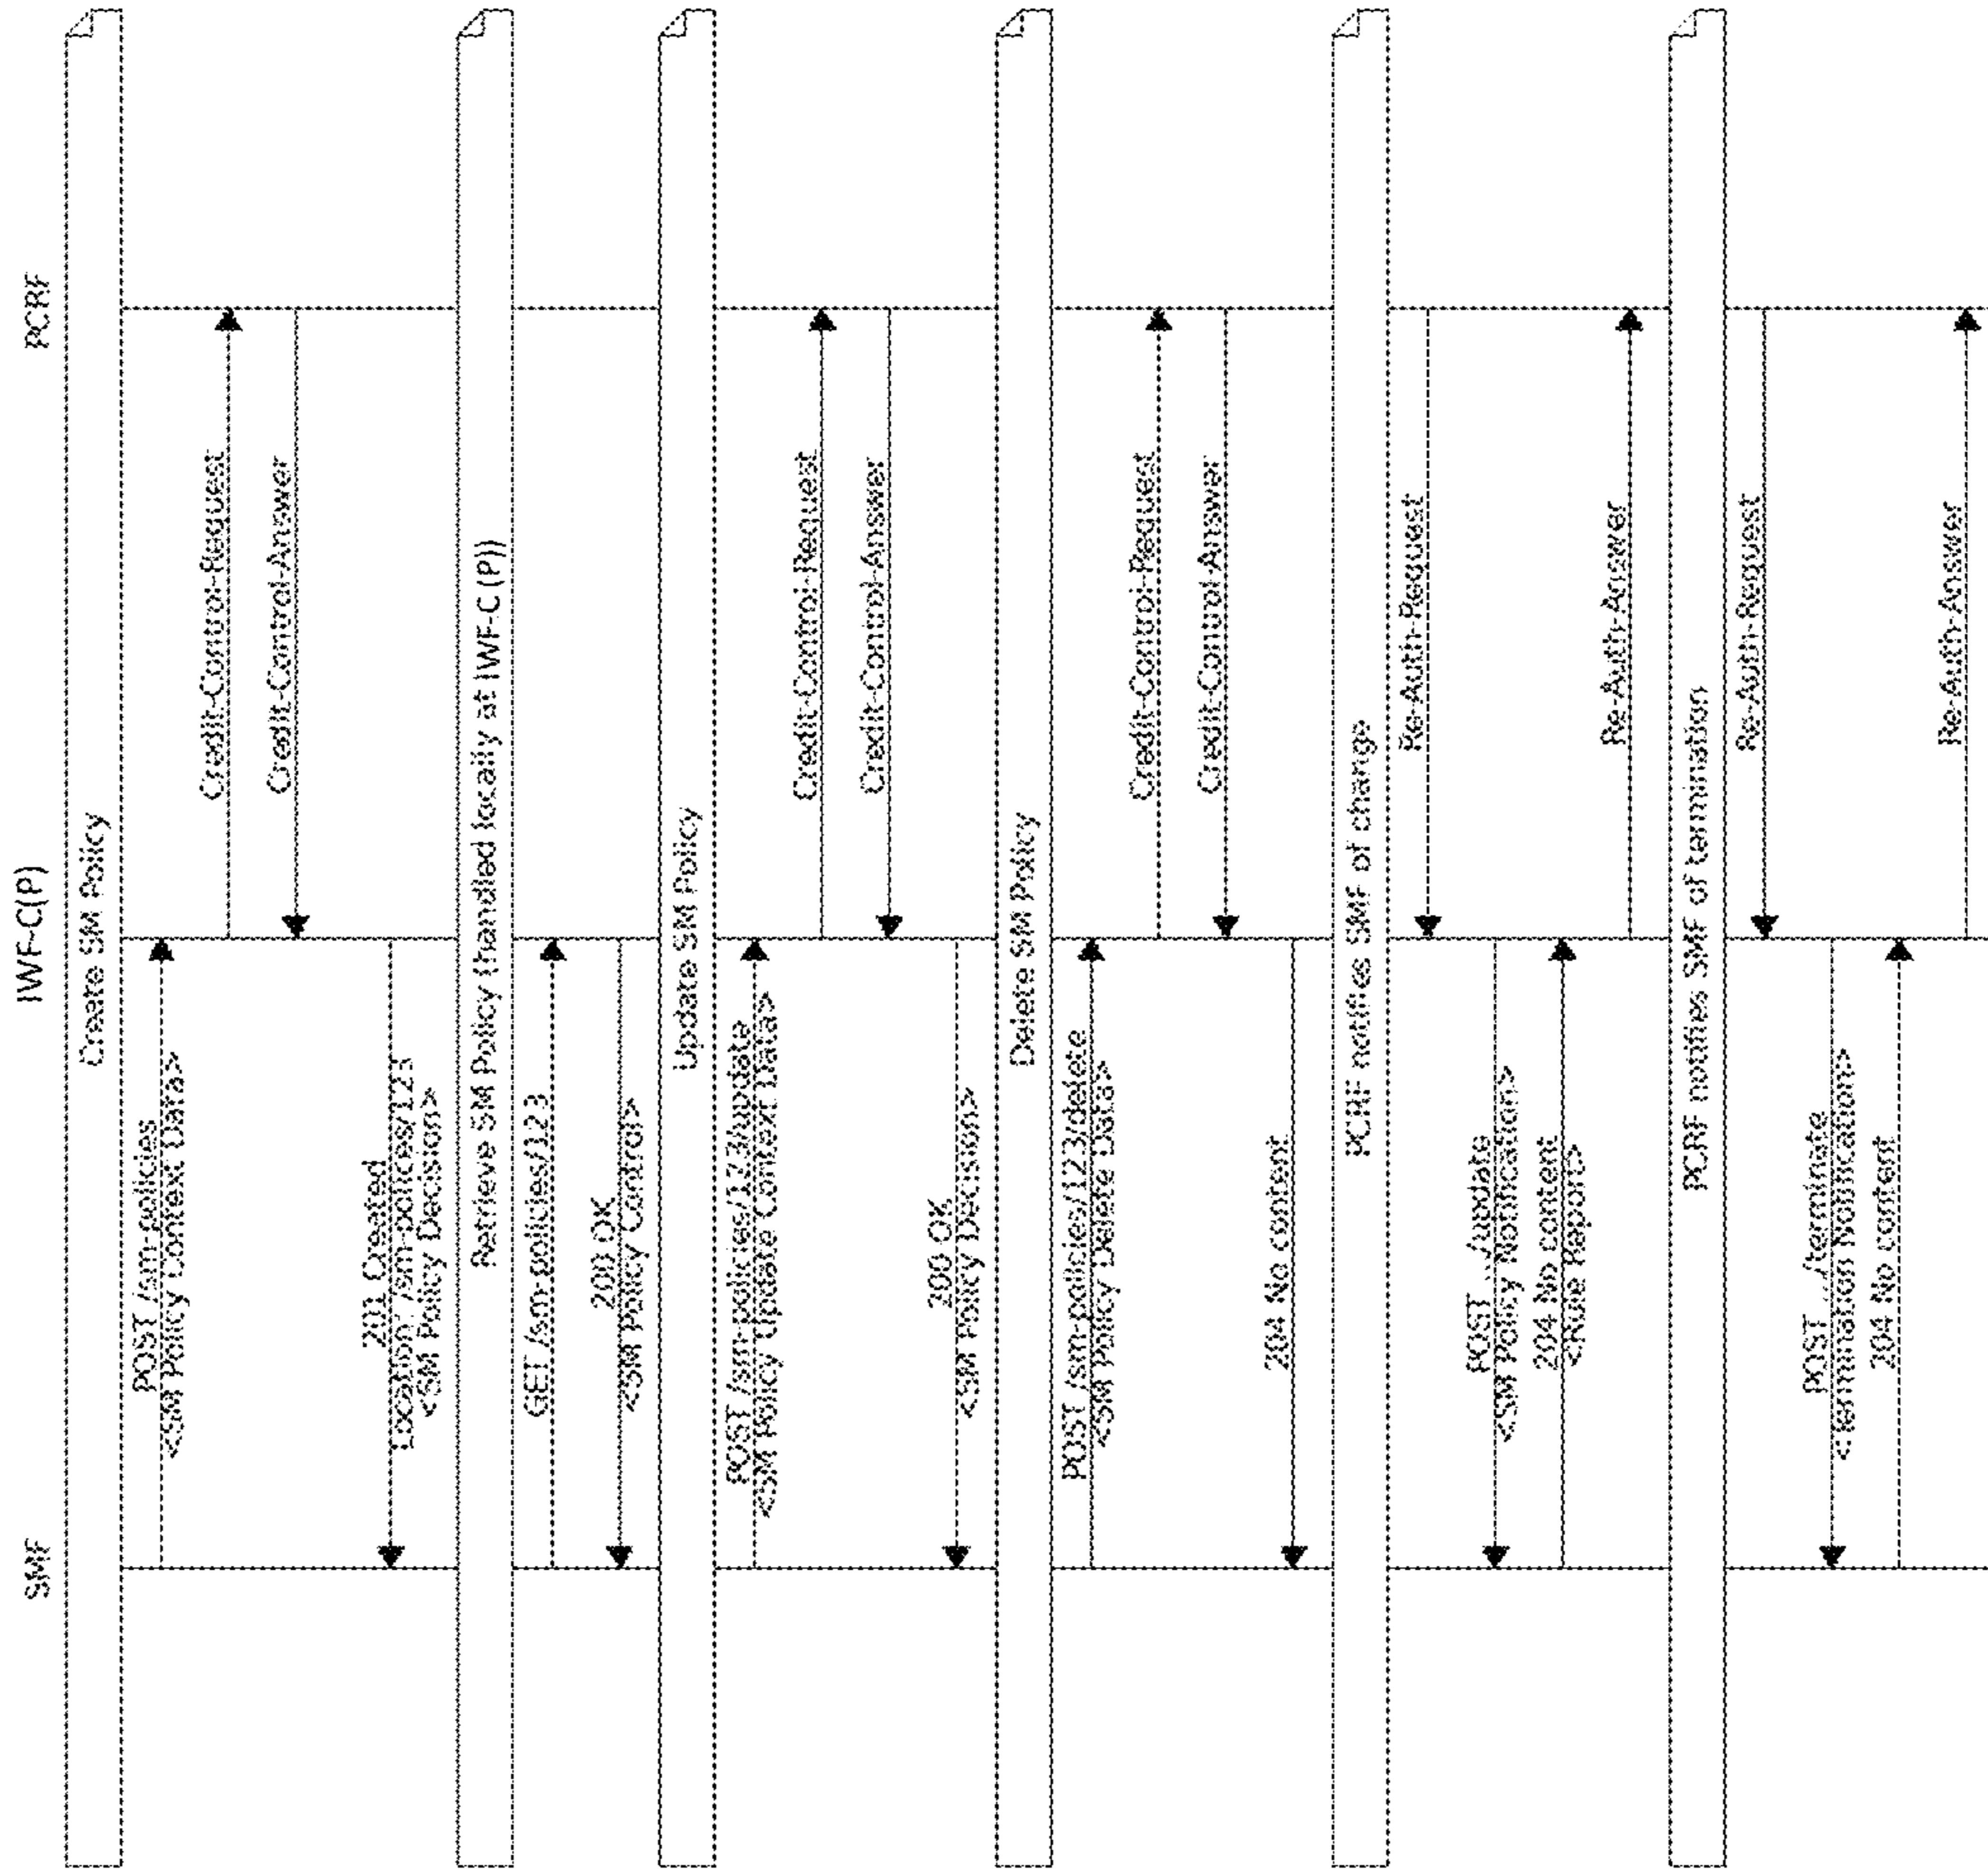 SMF
IWF-C(P)
PCRF
Create SM Policy
POST /sm-policies
<SM Policy Context Data>
Credit-Control-Request
Credit-Control-Answer
201 Created
Location: /sm-polices/123
<SM Policy Decision>
Retrieve SM Policy (handled locally at IWF-C (P))
GET /sm-policies/123
200 OK
<SM Policy Control>
Update SM Policy
POST /sm-policies/123/update
<SM Policy Update Context Data>
Credit-Control-Request
Credit-Control-Answer
200 OK
<SM Policy Decision>
Delete SM Policy
POST /sm-policies/123/delete
<SM Policy Delete Data>
Credit-Control-Request
Credit-Control-Answer
204 No content
PCRF notifies SMF of change
Re-Auth-Request
POST .../update
<SM Policy Notification>
204 No content
<Rule Report>
Re-Auth-Answer
PCRF notifies SMF of termination
Re-Auth-Request
POST .../terminate
<Termination Notification>
204 No content
Re-Auth-Answer